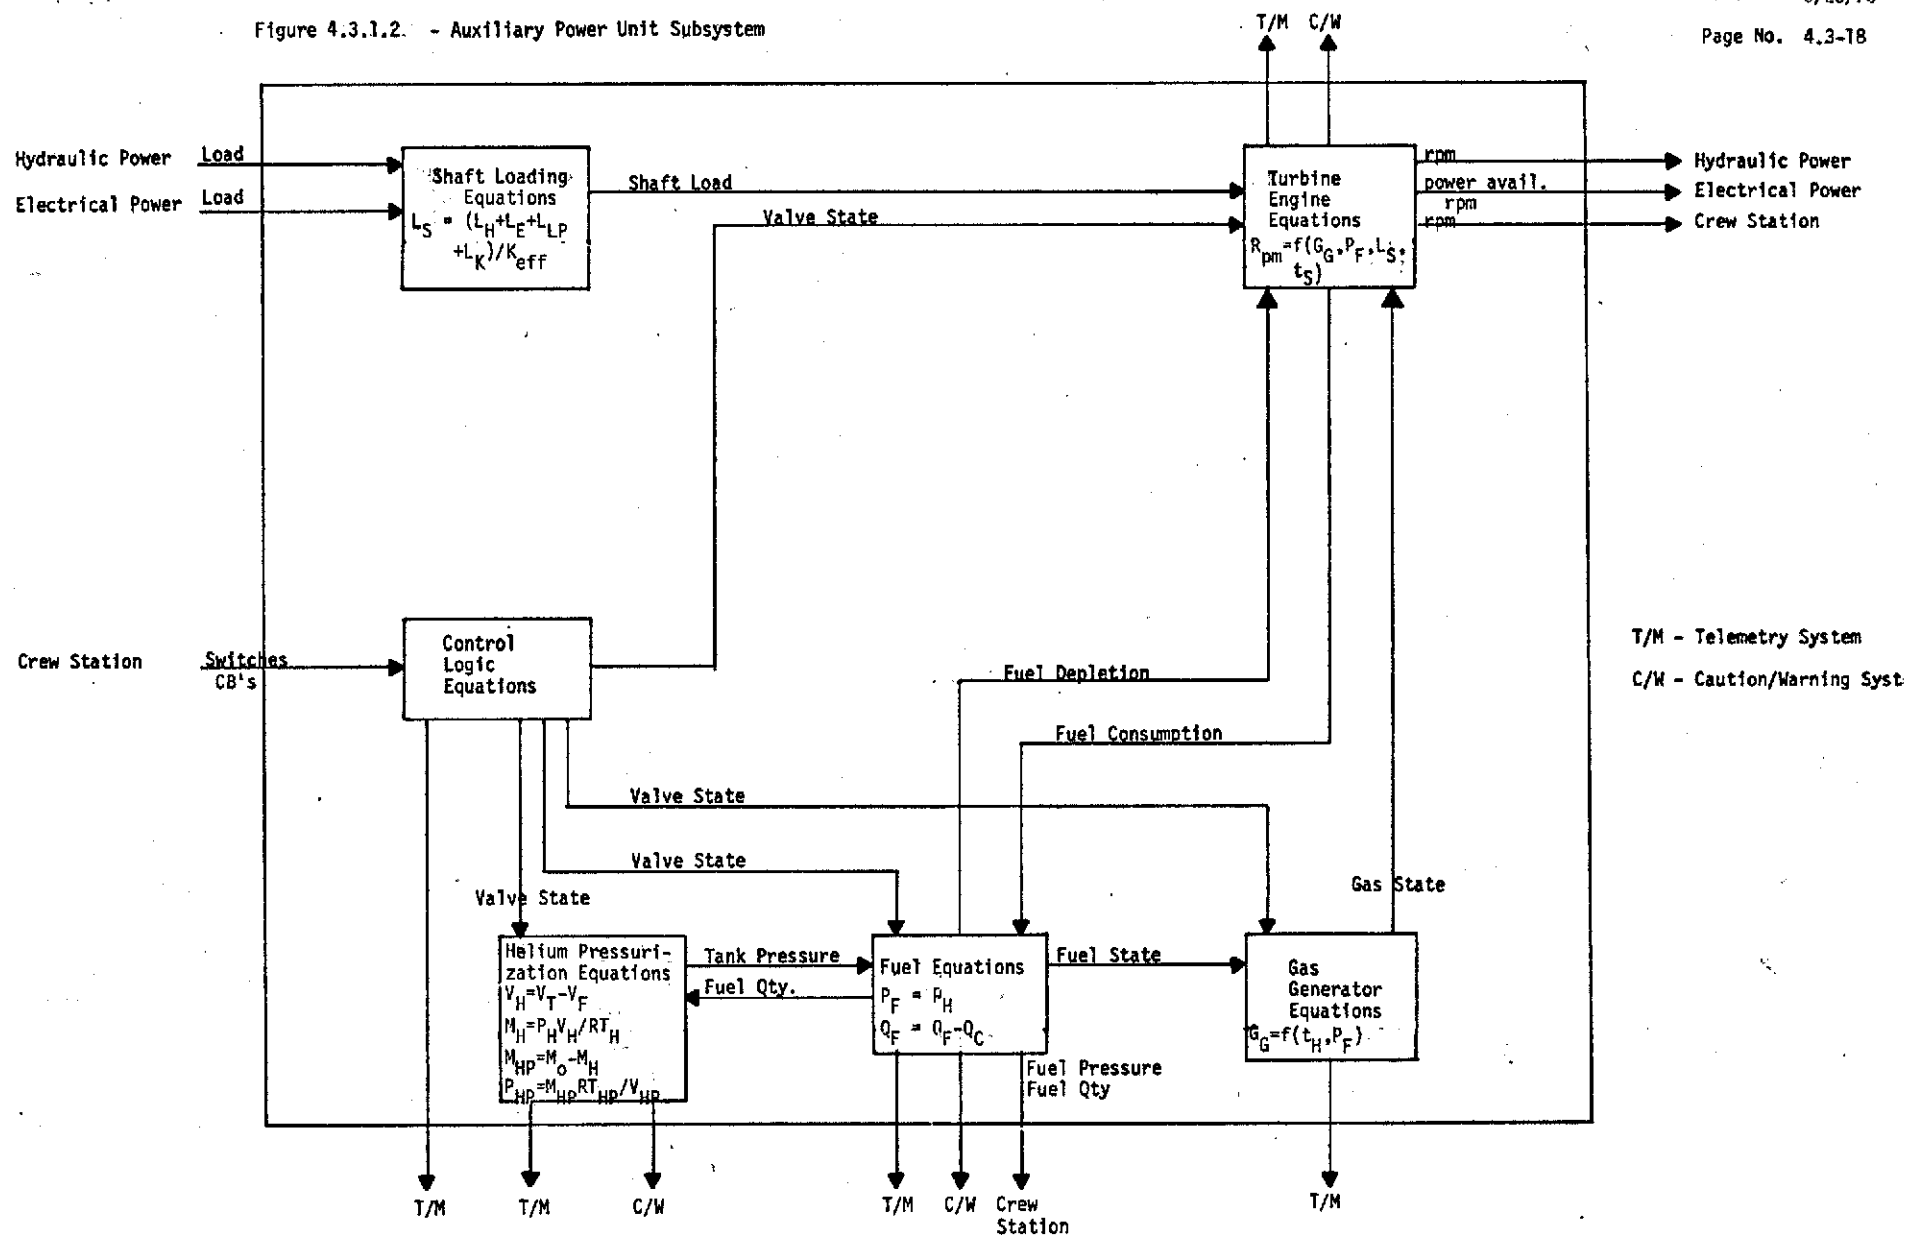 Figure 4.3.1.2. - Auxiliary Power Unit Subsystem
Page No. 4.3-18
T/M C/W
Hydraulic Power
Load
Electrical Power
Load
Shaft Loading
Equations
L_S = (L_H+L_E+L_LP
+L_K)/K_eff
Shaft Load
Valve State
Turbine
Engine
Equations
R_pm=f(G_G,P_F,L_S,
t_S)
rpm
power avail.
rpm
rpm
Hydraulic Power
Electrical Power
Crew Station
Crew Station
Switches
CB's
Control
Logic
Equations
T/M - Telemetry System
C/W - Caution/Warning Syst
Fuel Depletion
Fuel Consumption
Valve State
Valve State
Valve State
Gas State
Helium Pressuri-
zation Equations
V_H=V_T-V_F
M_H=P_HV_H/RT_H
M_HP=M_o-M_H
P_HP=M_HPRT_HP/V_HP
Tank Pressure
Fuel Qty.
Fuel Equations
P_F = P_H
Q_F = Q_F-Q_C
Fuel State
Gas
Generator
Equations
G_G=f(t_H,P_F)
Fuel Pressure
Fuel Qty
T/M
T/M
C/W
T/M
C/W
Crew
Station
T/M